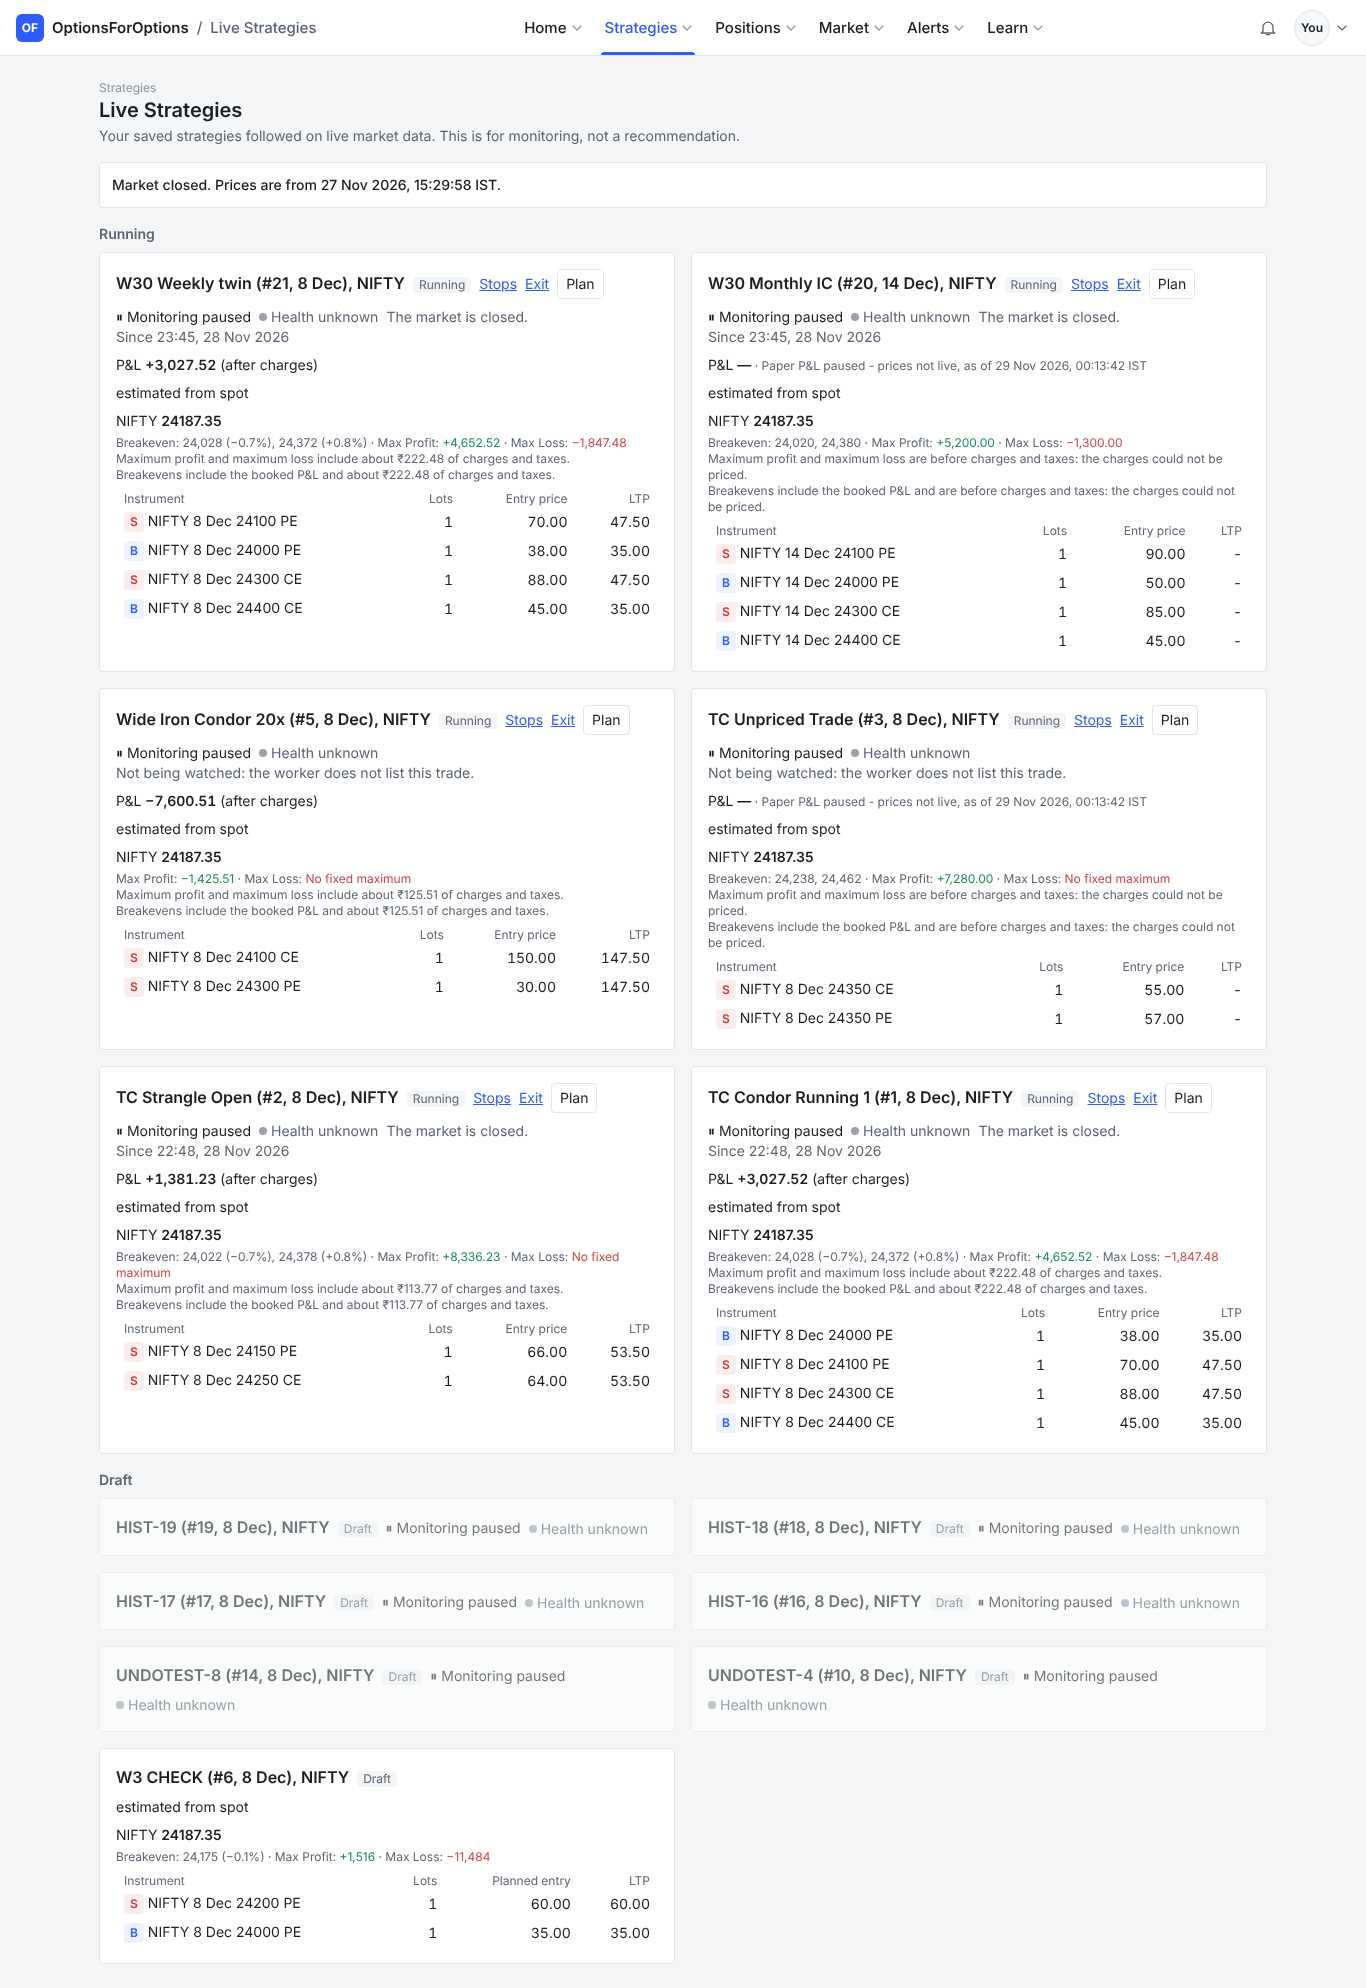 OF OptionsForOptions / Live Strategies Home Strategies Positions Market Alerts Learn You
Strategies
Live Strategies
Your saved strategies followed on live market data. This is for monitoring, not a recommendation.
Market closed. Prices are from 27 Nov 2026, 15:29:58 IST.
Running
W30 Weekly twin (#21, 8 Dec), NIFTY Running Stops Exit Plan
Monitoring paused Health unknown The market is closed.
Since 23:45, 28 Nov 2026
P&L +3,027.52 (after charges)
estimated from spot
NIFTY 24187.35
Breakeven: 24,028 (−0.7%), 24,372 (+0.8%) · Max Profit: +4,652.52 · Max Loss: −1,847.48
Maximum profit and maximum loss include about ₹222.48 of charges and taxes.
Breakevens include the booked P&L and about ₹222.48 of charges and taxes.
Instrument Lots Entry price LTP
S NIFTY 8 Dec 24100 PE 1 70.00 47.50
B NIFTY 8 Dec 24000 PE 1 38.00 35.00
S NIFTY 8 Dec 24300 CE 1 88.00 47.50
B NIFTY 8 Dec 24400 CE 1 45.00 35.00
W30 Monthly IC (#20, 14 Dec), NIFTY Running Stops Exit Plan
Monitoring paused Health unknown The market is closed.
Since 23:45, 28 Nov 2026
P&L — · Paper P&L paused - prices not live, as of 29 Nov 2026, 00:13:42 IST
estimated from spot
NIFTY 24187.35
Breakeven: 24,020, 24,380 · Max Profit: +5,200.00 · Max Loss: −1,300.00
Maximum profit and maximum loss are before charges and taxes: the charges could not be
priced.
Breakevens include the booked P&L and are before charges and taxes: the charges could not
be priced.
Instrument Lots Entry price LTP
S NIFTY 14 Dec 24100 PE 1 90.00 -
B NIFTY 14 Dec 24000 PE 1 50.00 -
S NIFTY 14 Dec 24300 CE 1 85.00 -
B NIFTY 14 Dec 24400 CE 1 45.00 -
Wide Iron Condor 20x (#5, 8 Dec), NIFTY Running Stops Exit Plan
Monitoring paused Health unknown
Not being watched: the worker does not list this trade.
P&L −7,600.51 (after charges)
estimated from spot
NIFTY 24187.35
Max Profit: −1,425.51 · Max Loss: No fixed maximum
Maximum profit and maximum loss include about ₹125.51 of charges and taxes.
Breakevens include the booked P&L and about ₹125.51 of charges and taxes.
Instrument Lots Entry price LTP
S NIFTY 8 Dec 24100 CE 1 150.00 147.50
S NIFTY 8 Dec 24300 PE 1 30.00 147.50
TC Unpriced Trade (#3, 8 Dec), NIFTY Running Stops Exit Plan
Monitoring paused Health unknown
Not being watched: the worker does not list this trade.
P&L — · Paper P&L paused - prices not live, as of 29 Nov 2026, 00:13:42 IST
estimated from spot
NIFTY 24187.35
Breakeven: 24,238, 24,462 · Max Profit: +7,280.00 · Max Loss: No fixed maximum
Maximum profit and maximum loss are before charges and taxes: the charges could not be
priced.
Breakevens include the booked P&L and are before charges and taxes: the charges could not
be priced.
Instrument Lots Entry price LTP
S NIFTY 8 Dec 24350 CE 1 55.00 -
S NIFTY 8 Dec 24350 PE 1 57.00 -
TC Strangle Open (#2, 8 Dec), NIFTY Running Stops Exit Plan
Monitoring paused Health unknown The market is closed.
Since 22:48, 28 Nov 2026
P&L +1,381.23 (after charges)
estimated from spot
NIFTY 24187.35
Breakeven: 24,022 (−0.7%), 24,378 (+0.8%) · Max Profit: +8,336.23 · Max Loss: No fixed
maximum
Maximum profit and maximum loss include about ₹113.77 of charges and taxes.
Breakevens include the booked P&L and about ₹113.77 of charges and taxes.
Instrument Lots Entry price LTP
S NIFTY 8 Dec 24150 PE 1 66.00 53.50
S NIFTY 8 Dec 24250 CE 1 64.00 53.50
TC Condor Running 1 (#1, 8 Dec), NIFTY Running Stops Exit Plan
Monitoring paused Health unknown The market is closed.
Since 22:48, 28 Nov 2026
P&L +3,027.52 (after charges)
estimated from spot
NIFTY 24187.35
Breakeven: 24,028 (−0.7%), 24,372 (+0.8%) · Max Profit: +4,652.52 · Max Loss: −1,847.48
Maximum profit and maximum loss include about ₹222.48 of charges and taxes.
Breakevens include the booked P&L and about ₹222.48 of charges and taxes.
Instrument Lots Entry price LTP
B NIFTY 8 Dec 24000 PE 1 38.00 35.00
S NIFTY 8 Dec 24100 PE 1 70.00 47.50
S NIFTY 8 Dec 24300 CE 1 88.00 47.50
B NIFTY 8 Dec 24400 CE 1 45.00 35.00
Draft
HIST-19 (#19, 8 Dec), NIFTY Draft Monitoring paused Health unknown
HIST-18 (#18, 8 Dec), NIFTY Draft Monitoring paused Health unknown
HIST-17 (#17, 8 Dec), NIFTY Draft Monitoring paused Health unknown
HIST-16 (#16, 8 Dec), NIFTY Draft Monitoring paused Health unknown
UNDOTEST-8 (#14, 8 Dec), NIFTY Draft Monitoring paused
Health unknown
UNDOTEST-4 (#10, 8 Dec), NIFTY Draft Monitoring paused
Health unknown
W3 CHECK (#6, 8 Dec), NIFTY Draft
estimated from spot
NIFTY 24187.35
Breakeven: 24,175 (−0.1%) · Max Profit: +1,516 · Max Loss: −11,484
Instrument Lots Planned entry LTP
S NIFTY 8 Dec 24200 PE 1 60.00 60.00
B NIFTY 8 Dec 24000 PE 1 35.00 35.00